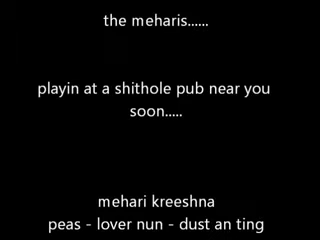 the meharis......
playin at a shithole pub near you
soon.....
mehari kreeshna
peas - lover nun - dust an ting